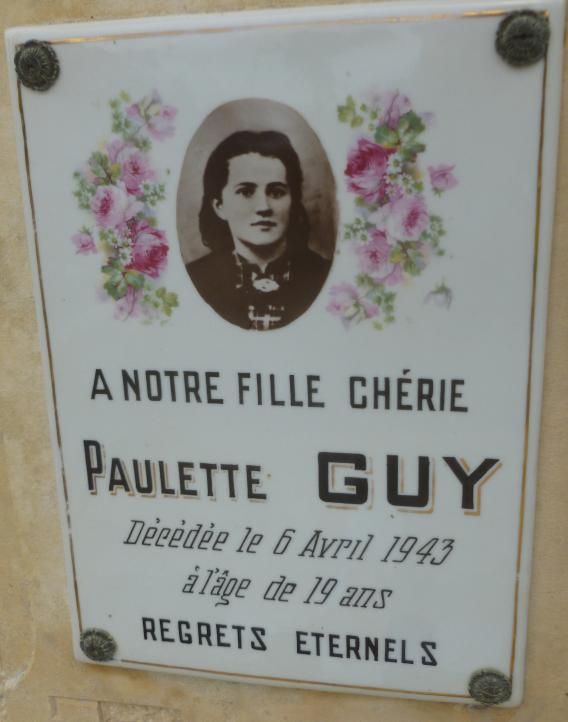 A NOTRE FILLE CHÉRIE
PAULETTE GUY
Décédée le 6 Avril 1943
à l'âge de 19 ans
REGRETS ETERNELS